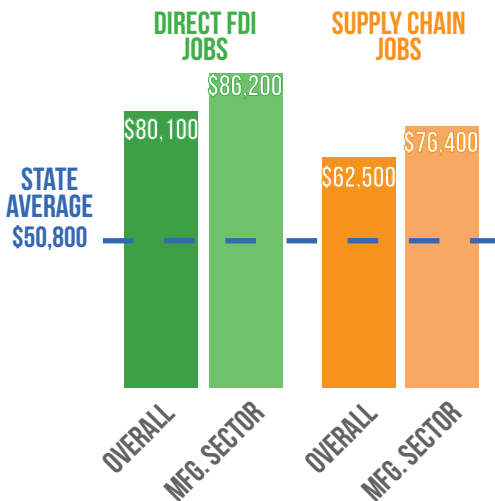 DIRECT FDI
JOBS
SUPPLY CHAIN
JOBS
$86,200
$80,100
$76,400
$62,500
STATE
AVERAGE
$50,800
OVERALL
MFG. SECTOR
OVERALL
MFG. SECTOR